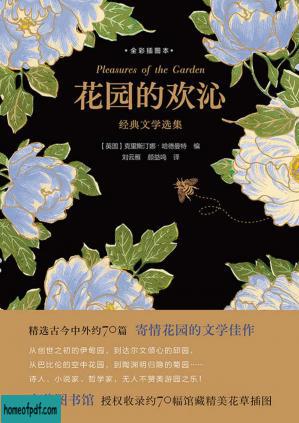 ·全彩插图本·
Pleasures of the Garden
花园的欢沁
经典文学选集
【英国】克里斯汀娜·哈德曼特 编
刘云雁 颜益鸣 译
精选古今中外约70篇 寄情花园的文学佳作
从创世之初的伊甸园，到达尔文倾心的邱园，
从巴比伦的空中花园，到陶渊明归隐的菊园……
诗人、小说家、哲学家，无人不赞美游园之乐！
图书馆 授权收录约70幅馆藏精美花草插图
homeofpdf.com